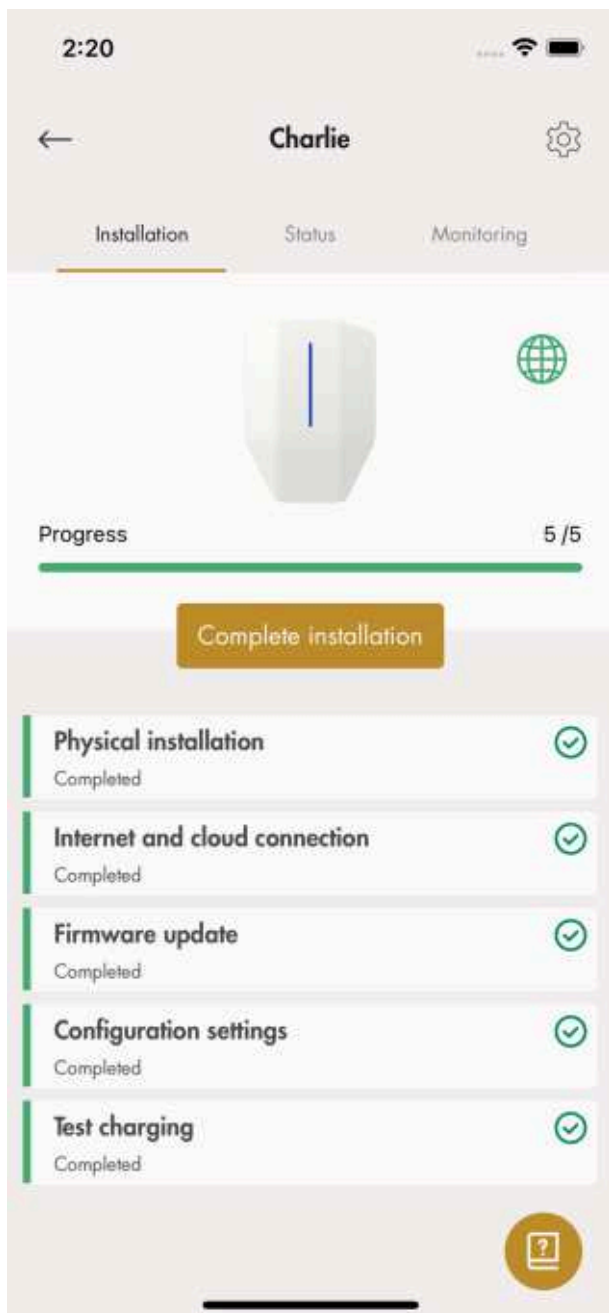 2:20
Charlie
Installation Status Monitoring
Progress 5 /5
Complete installation
Physical installation
Completed
Internet and cloud connection
Completed
Firmware update
Completed
Configuration settings
Completed
Test charging
Completed
?